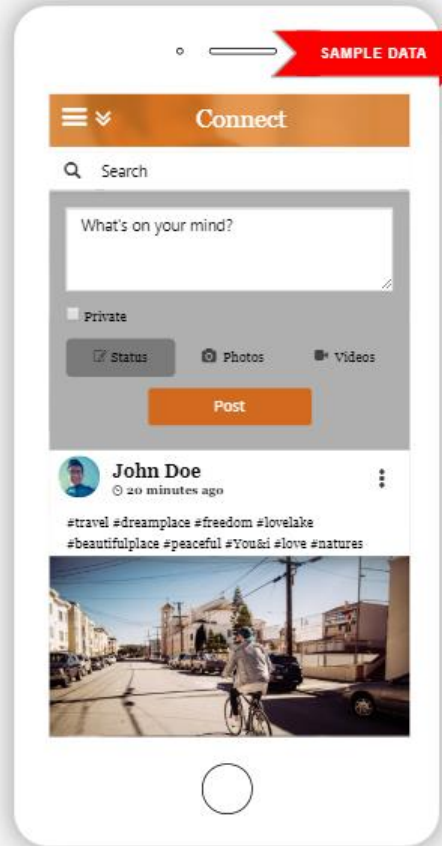 SAMPLE DATA
Connect
Search
What's on your mind?
Private
Status Photos Videos
Post
John Doe
20 minutes ago
#travel #dreamplace #freedom #lovelake
#beautifulplace #peaceful #You&i #love #natures